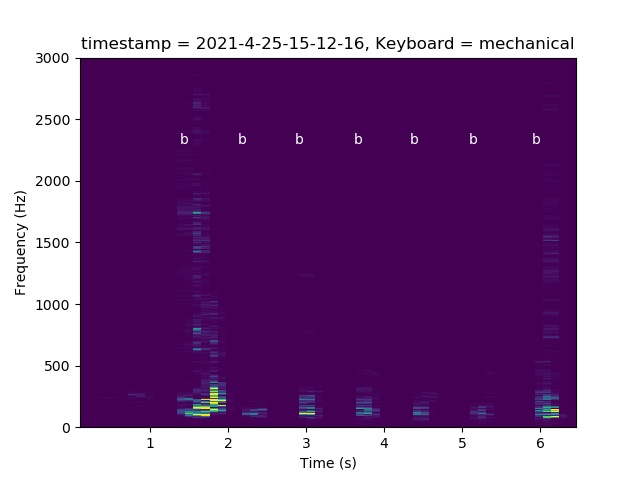 timestamp = 2021-4-25-15-12-16, Keyboard = mechanical
3000
2500
b b b b b b b
2000
1500
1000
500
0
Frequency (Hz)
1 2 3 4 5 6
Time (s)